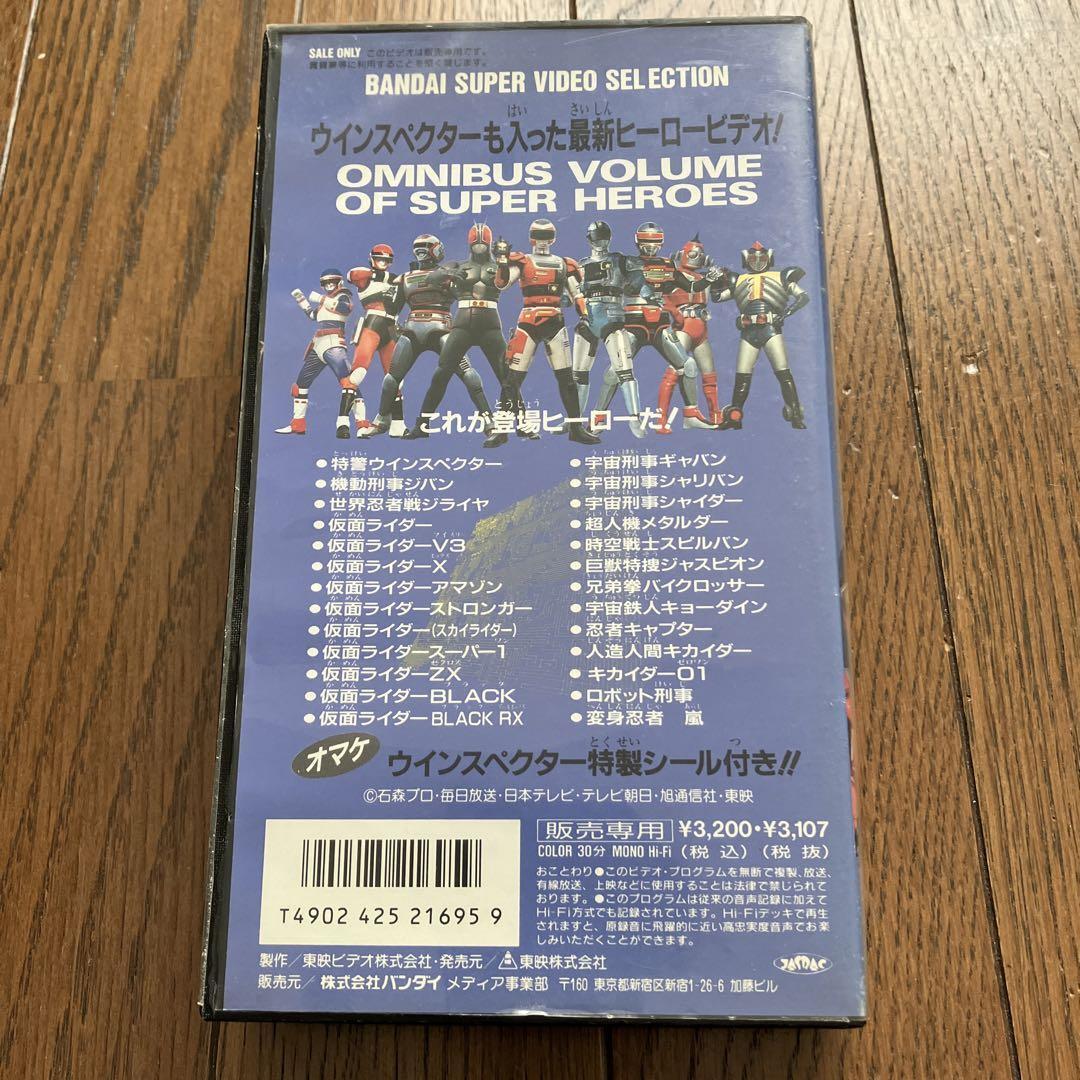 SALE ONLY このビデオは販売専用です。
賃貸業等に利用することを堅く禁じます。
BANDAI SUPER VIDEO SELECTION
ウインスペクターも入った最新ヒーロービデオ!
OMNIBUS VOLUME
OF SUPER HEROES
これが登場ヒーローだ!
●特警ウインスペクター
●機動刑事ジバン
●世界忍者戦ジライヤ
●仮面ライダー
●仮面ライダーV3
●仮面ライダーX
●仮面ライダーアマゾン
●仮面ライダーストロンガー
●仮面ライダー(スカイライダー)
●仮面ライダースーパー1
●仮面ライダーZX
●仮面ライダーBLACK
●仮面ライダーBLACK RX
●宇宙刑事ギャバン
●宇宙刑事シャリバン
●宇宙刑事シャイダー
●超人機メタルダー
●時空戦士スピルバン
●巨獣特捜ジャスピオン
●兄弟拳バイクロッサー
●宇宙鉄人キョーダイン
●忍者キャプター
●人造人間キカイダー
●キカイダー01
●ロボット刑事
●変身忍者 嵐
オマケ ウインスペクター特製シール付き!!
©石森プロ・毎日放送・日本テレビ・テレビ朝日・旭通信社・東映
販売専用 ¥3,200・¥3,107
COLOR 30分 MONO Hi-Fi (税込)(税抜)
おことわり●このビデオ・プログラムを無断で複製、放送、
有線放送、上映などに使用することは法律で禁じられて
おります。●このプログラムは従来の音声記録に加えて
Hi-Fi方式でも記録されています。Hi-Fiデッキで再生
されますと、原録音に飛躍的に近い高忠実度音声でお楽
しみいただくことができます。
T4902 425 21695 9
製作/東映ビデオ株式会社・発売元/東映株式会社
JASRAC
販売元/株式会社バンダイ メディア事業部 〒160 東京都新宿区新宿1-26-6 加藤ビル